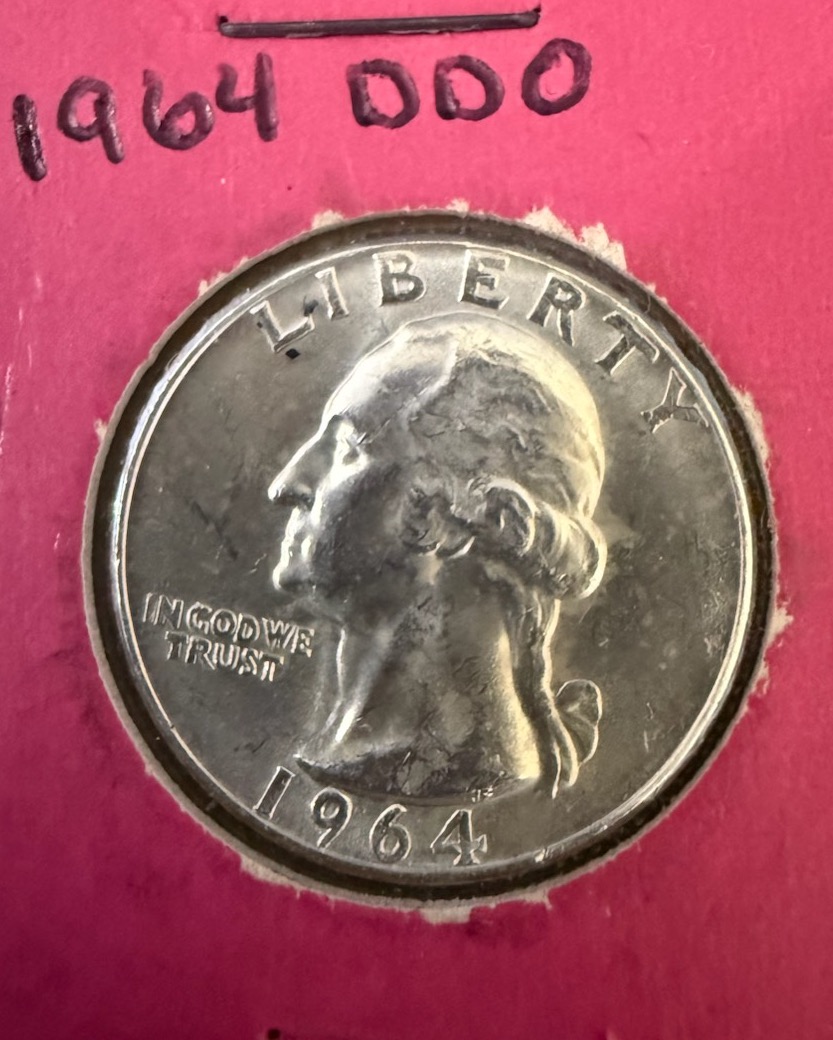 1964 DDO
LIBERTY
IN GOD WE
TRUST
1964